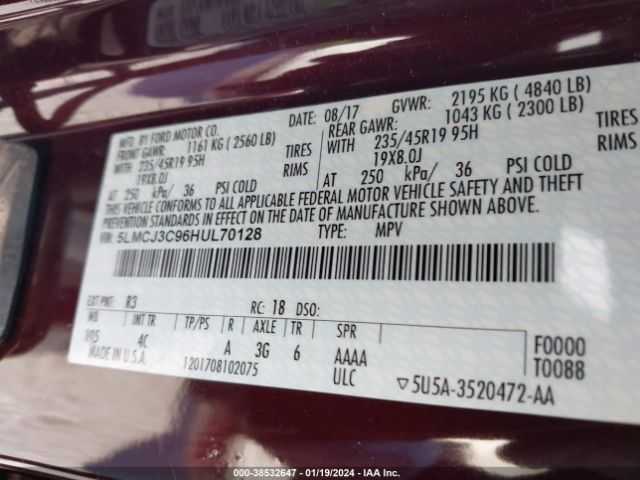 MFD. BY FORD MOTOR CO.
DATE: 08/17 GVWR: 2195 KG ( 4840 LB)
FRONT GAWR: 1161 KG ( 2560 LB)
REAR GAWR: 1043 KG ( 2300 LB)
WITH 235/45R19 95H TIRES
WITH 235/45R19 95H TIRES
19X8.0J RIMS
19X8.0J RIMS
AT 250 kPa/ 36 PSI COLD
AT 250 kPa/ 36 PSI COLD
THIS VEHICLE CONFORMS TO ALL APPLICABLE FEDERAL MOTOR VEHICLE SAFETY AND THEFT
PREVENTION STANDARDS IN EFFECT ON THE DATE OF MANUFACTURE SHOWN ABOVE.
VIN: 5LMCJ3C96HUL70128 TYPE: MPV
EXT PNT: R3 RC: 18 DSO:
WB INT TR TP/PS R AXLE TR SPR
105 4C A 3G 6 AAAA F0000
MADE IN U.S.A. 1201708102075 ULC T0088
▽5U5A-3520472-AA
000-38532647 - 01/19/2024 - IAA Inc.